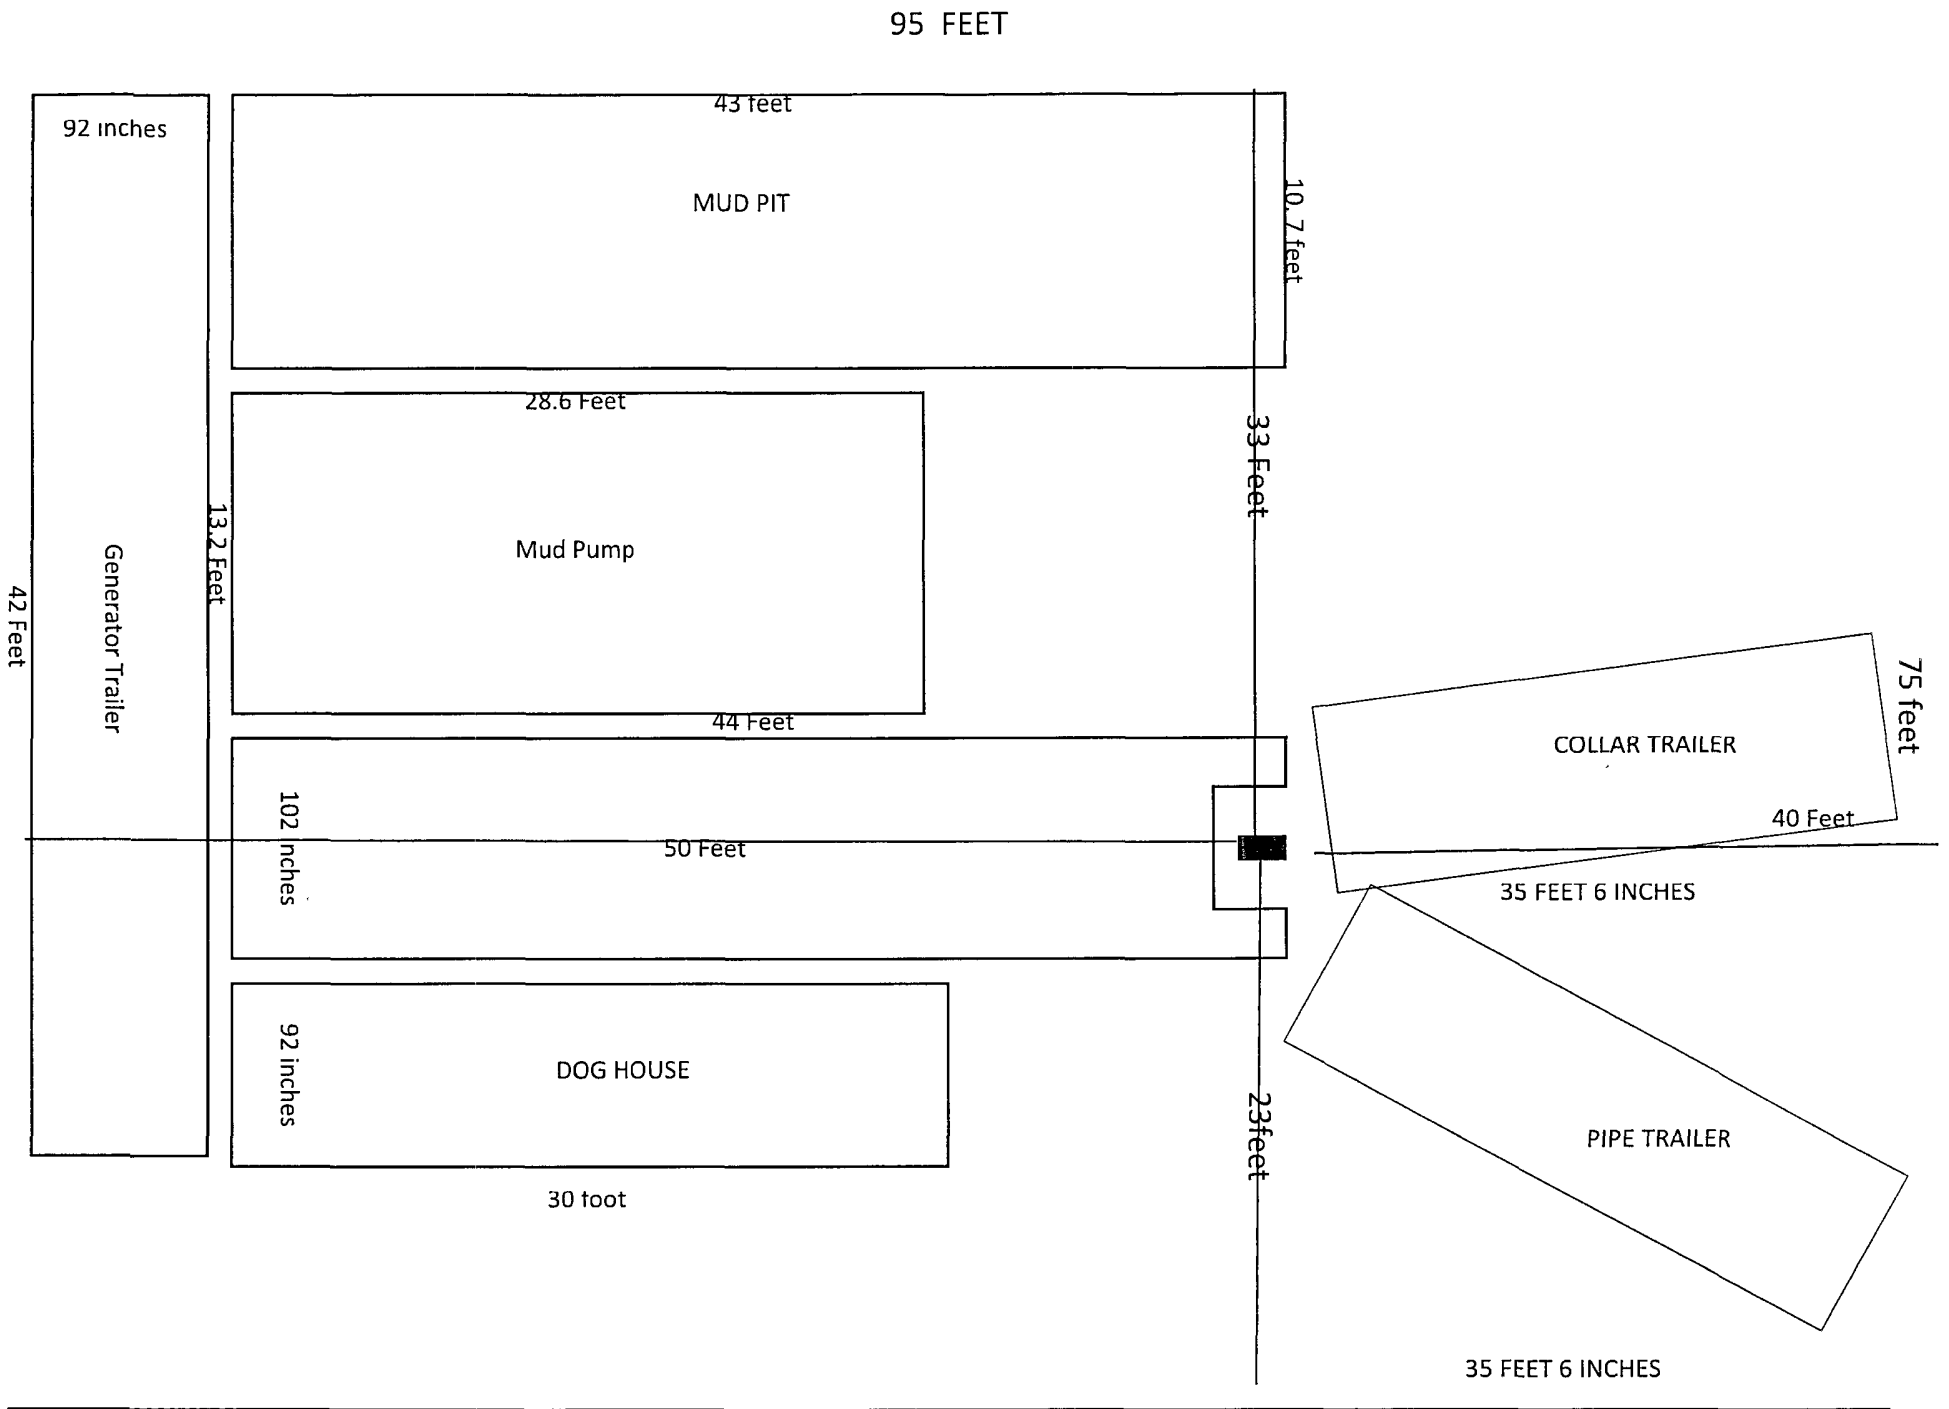 95 FEET
43 feet
92 inches
MUD PIT
10.7 feet
28.6 Feet
33 Feet
13.2 Feet
Mud Pump
Generator Trailer
42 Feet
75 feet
44 Feet
COLLAR TRAILER
40 Feet
102 inches
50 Feet
35 FEET 6 INCHES
92 inches
DOG HOUSE
23feet
PIPE TRAILER
30 foot
35 FEET 6 INCHES